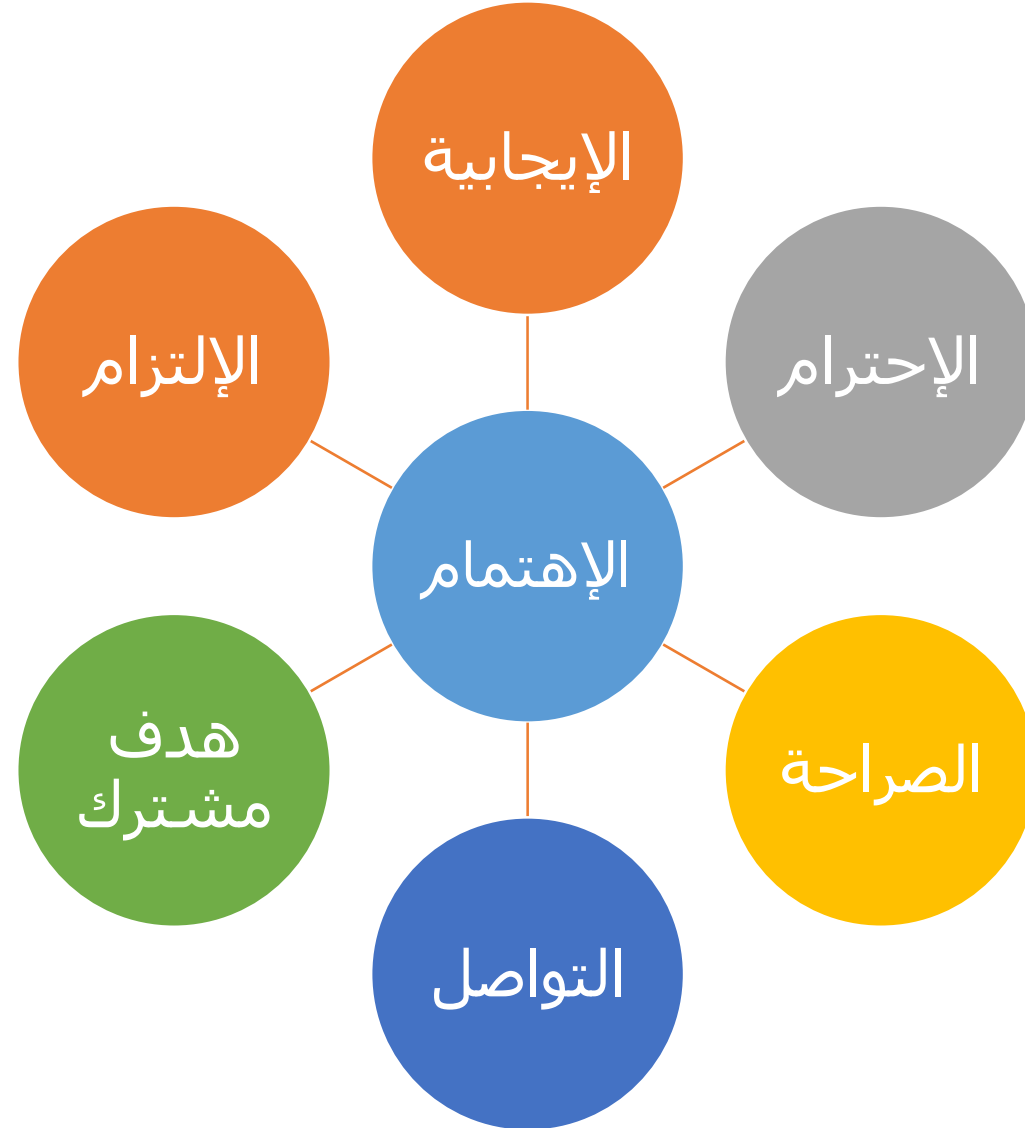 الإيجابية
الإحترام
الإلتزام
الإهتمام
الصراحة
هدف
مشترك
التواصل